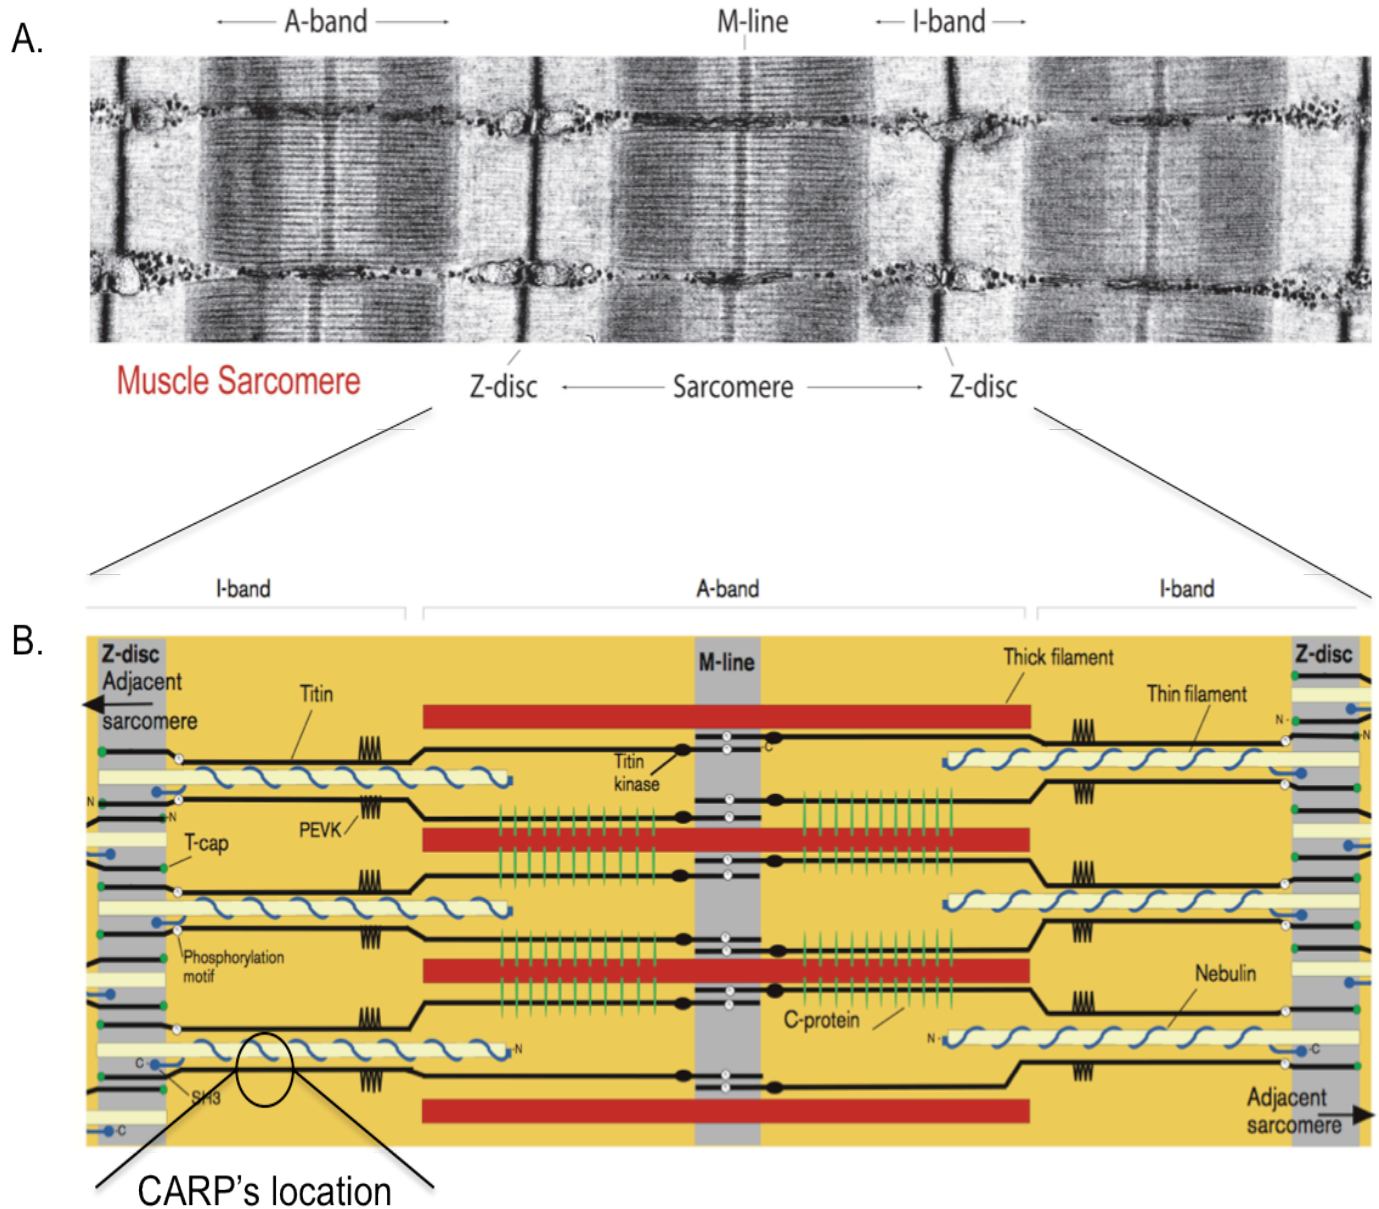 A.
A-band
M-line
I-band
Muscle Sarcomere
Z-disc
Sarcomere
Z-disc
I-band
A-band
I-band
B.
Z-disc
Adjacent
sarcomere
Titin
M-line
Thick filament
Thin filament
Z-disc
N-
-N
Titin
kinase
-C
N
-N
PEVK
T-cap
Phosphorylation
motif
Nebulin
C-protein
-N
N-
C-
-C
SH3
Adjacent
sarcomere
-C
CARP's location